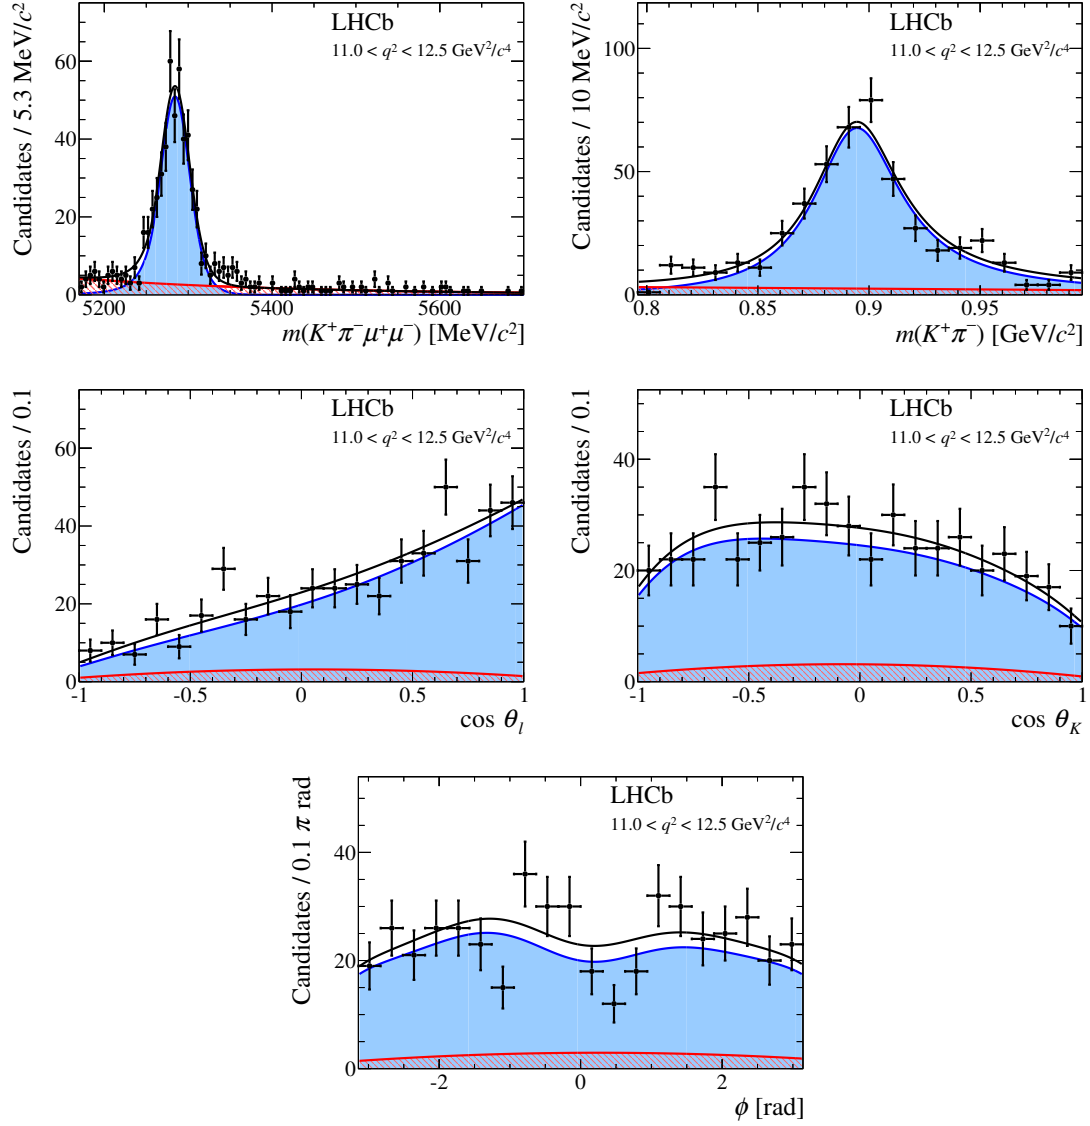 LHCb
11.0 < q² < 12.5 GeV²/c⁴
Candidates / 5.3 MeV/c²
60
40
20
0
5200 5400 5600
m(K⁺π⁻μ⁺μ⁻) [MeV/c²]
LHCb
11.0 < q² < 12.5 GeV²/c⁴
Candidates / 10 MeV/c²
100
50
0
0.8 0.85 0.9 0.95
m(K⁺π⁻) [GeV/c²]
LHCb
11.0 < q² < 12.5 GeV²/c⁴
Candidates / 0.1
60
40
20
0
-1 -0.5 0 0.5 1
cos θ_l
LHCb
11.0 < q² < 12.5 GeV²/c⁴
Candidates / 0.1
40
20
0
-1 -0.5 0 0.5 1
cos θ_K
LHCb
11.0 < q² < 12.5 GeV²/c⁴
Candidates / 0.1 π rad
40
20
0
-2 0 2
ϕ [rad]